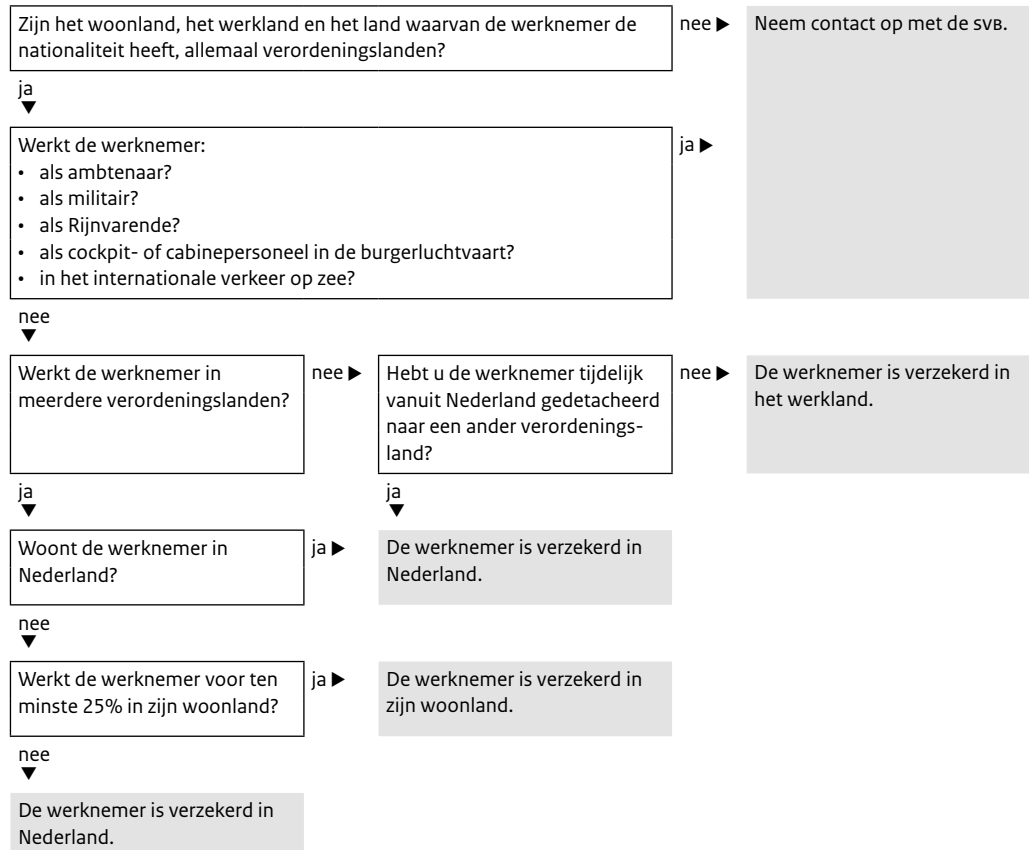 Zijn het woonland, het werkland en het land waarvan de werknemer de
nationaliteit heeft, allemaal verordeningslanden?
nee ▶
Neem contact op met de SVB.
ja
▼
Werkt de werknemer:
• als ambtenaar?
• als militair?
• als Rijnvarende?
• als cockpit- of cabinepersoneel in de burgerluchtvaart?
• in het internationale verkeer op zee?
ja ▶
nee
▼
Werkt de werknemer in
meerdere verordeningslanden?
nee ▶
Hebt u de werknemer tijdelijk
vanuit Nederland gedetacheerd
naar een ander verordenings-
land?
nee ▶
De werknemer is verzekerd in
het werkland.
ja
▼
ja
▼
Woont de werknemer in
Nederland?
ja ▶
De werknemer is verzekerd in
Nederland.
nee
▼
Werkt de werknemer voor ten
minste 25% in zijn woonland?
ja ▶
De werknemer is verzekerd in
zijn woonland.
nee
▼
De werknemer is verzekerd in
Nederland.